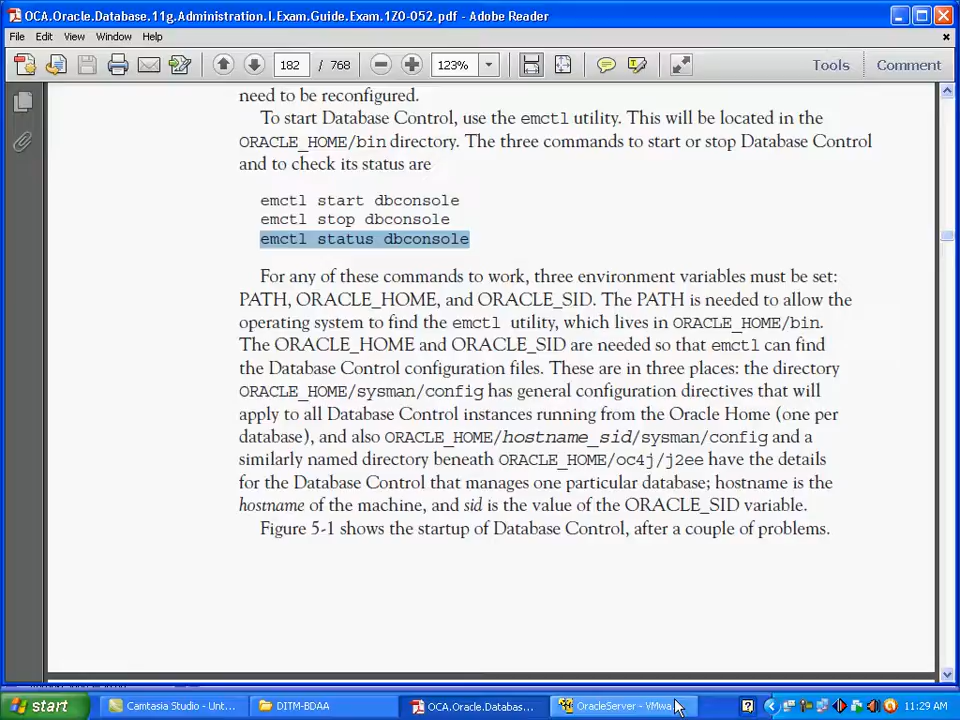 OCA.Oracle.Database.11g.Administration.I.Exam.Guide.Exam.1Z0-052.pdf - Adobe Reader
File Edit View Window Help
182 / 768 123% Tools Comment
need to be reconfigured.
To start Database Control, use the emctl utility. This will be located in the
ORACLE_HOME/bin directory. The three commands to start or stop Database Control
and to check its status are
emctl start dbconsole
emctl stop dbconsole
emctl status dbconsole
For any of these commands to work, three environment variables must be set:
PATH, ORACLE_HOME, and ORACLE_SID. The PATH is needed to allow the
operating system to find the emctl utility, which lives in ORACLE_HOME/bin.
The ORACLE_HOME and ORACLE_SID are needed so that emctl can find
the Database Control configuration files. These are in three places: the directory
ORACLE_HOME/sysman/config has general configuration directives that will
apply to all Database Control instances running from the Oracle Home (one per
database), and also ORACLE_HOME/hostname_sid/sysman/config and a
similarly named directory beneath ORACLE_HOME/oc4j/j2ee have the details
for the Database Control that manages one particular database; hostname is the
hostname of the machine, and sid is the value of the ORACLE_SID variable.
Figure 5-1 shows the startup of Database Control, after a couple of problems.
start Camtasia Studio - Unt... DITM-BDAA OCA.Oracle.Databas... OracleServer - VMwa 11:29 AM